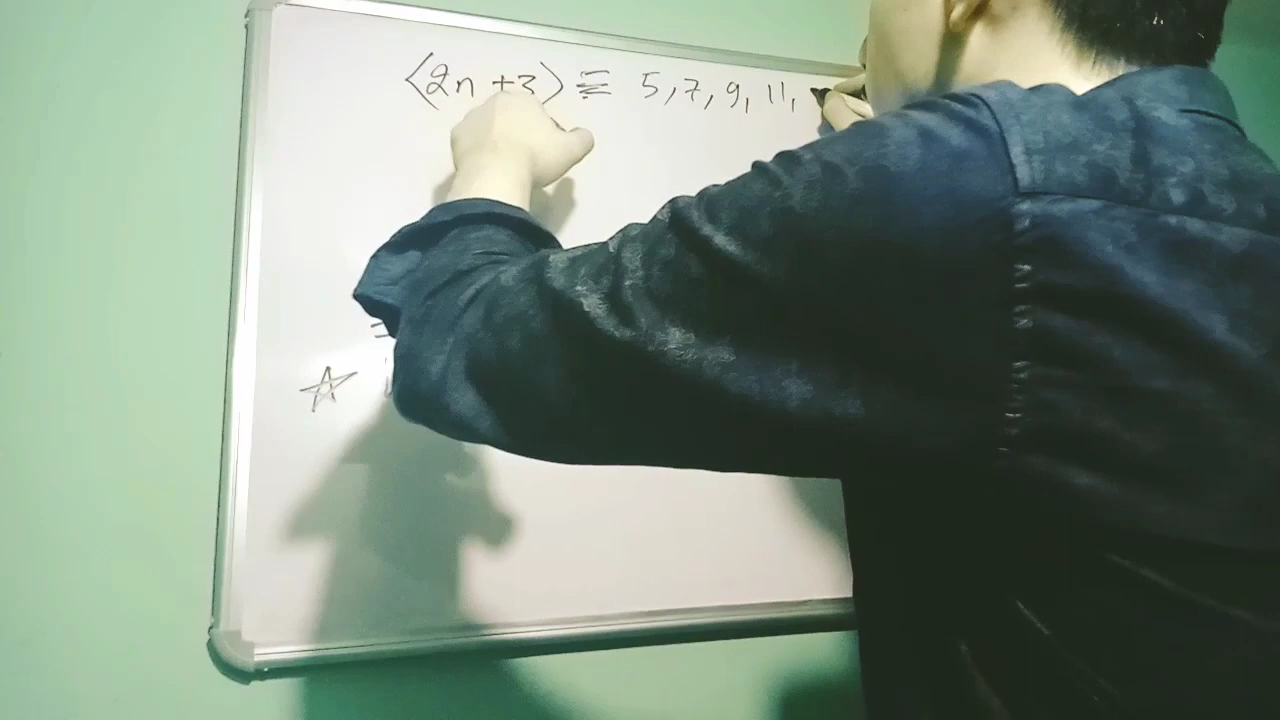 ⟨2n +3⟩ ≡ 5,7,9,11,